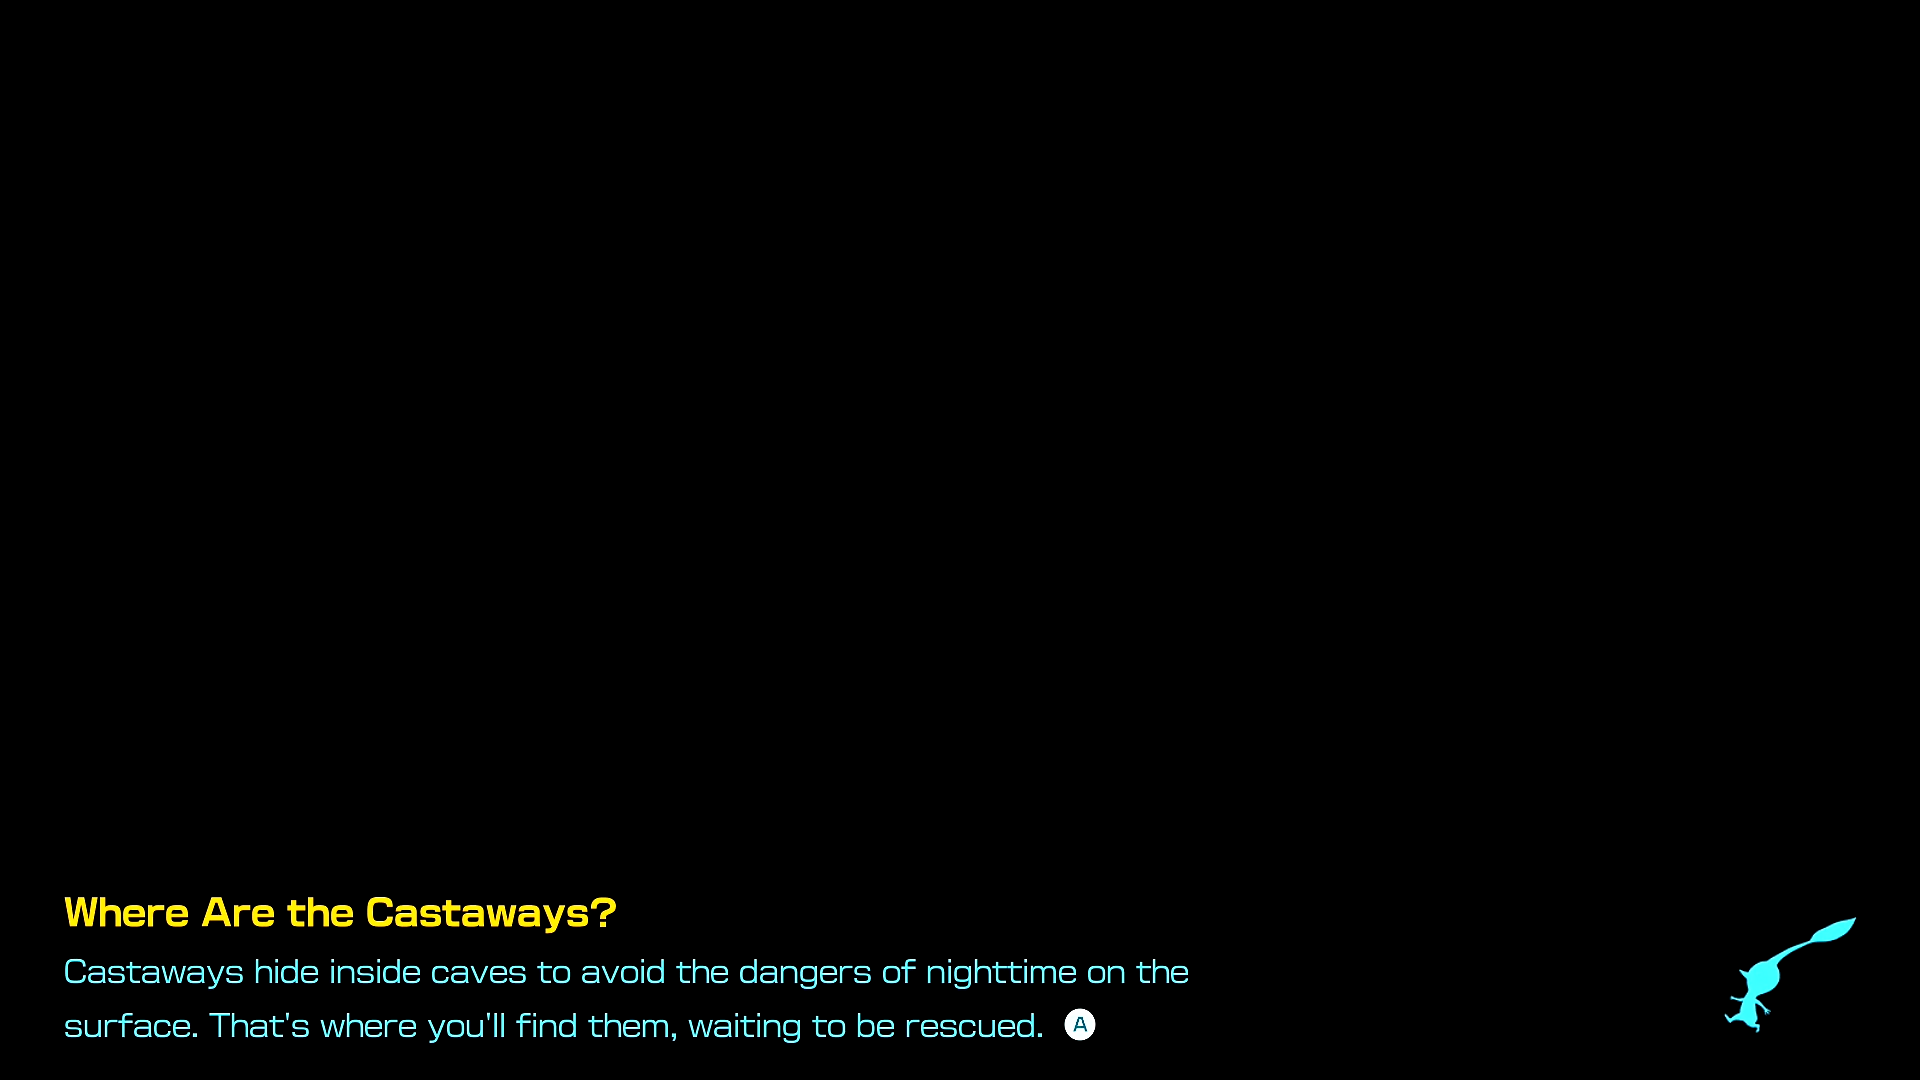 Where Are the Castaways?
Castaways hide inside caves to avoid the dangers of nighttime on the
surface. That's where you'll find them, waiting to be rescued. A